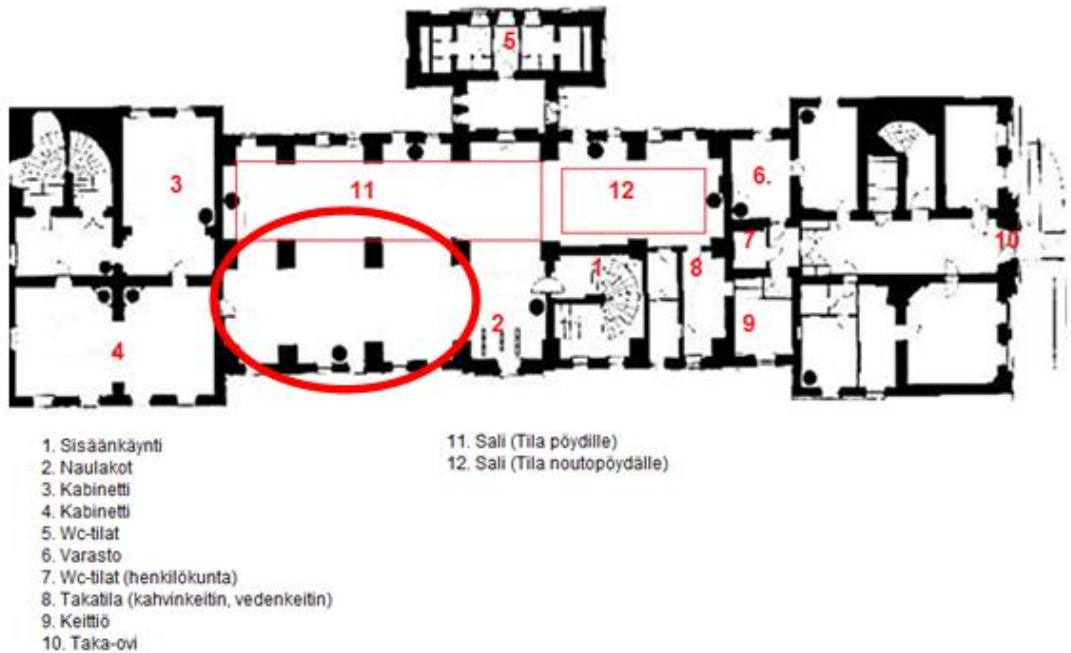 5
3
11
12
6.
7
10
1
8
2
9
4
1. Sisäänkäynti
2. Naulakot
3. Kabinetti
4. Kabinetti
5. Wc-tilat
6. Varasto
7. Wc-tilat (henkilökunta)
8. Takatila (kahvinkeitin, vedenkeitin)
9. Keittiö
10. Taka-ovi
11. Sali (Tila pöydille)
12. Sali (Tila noutopöydälle)